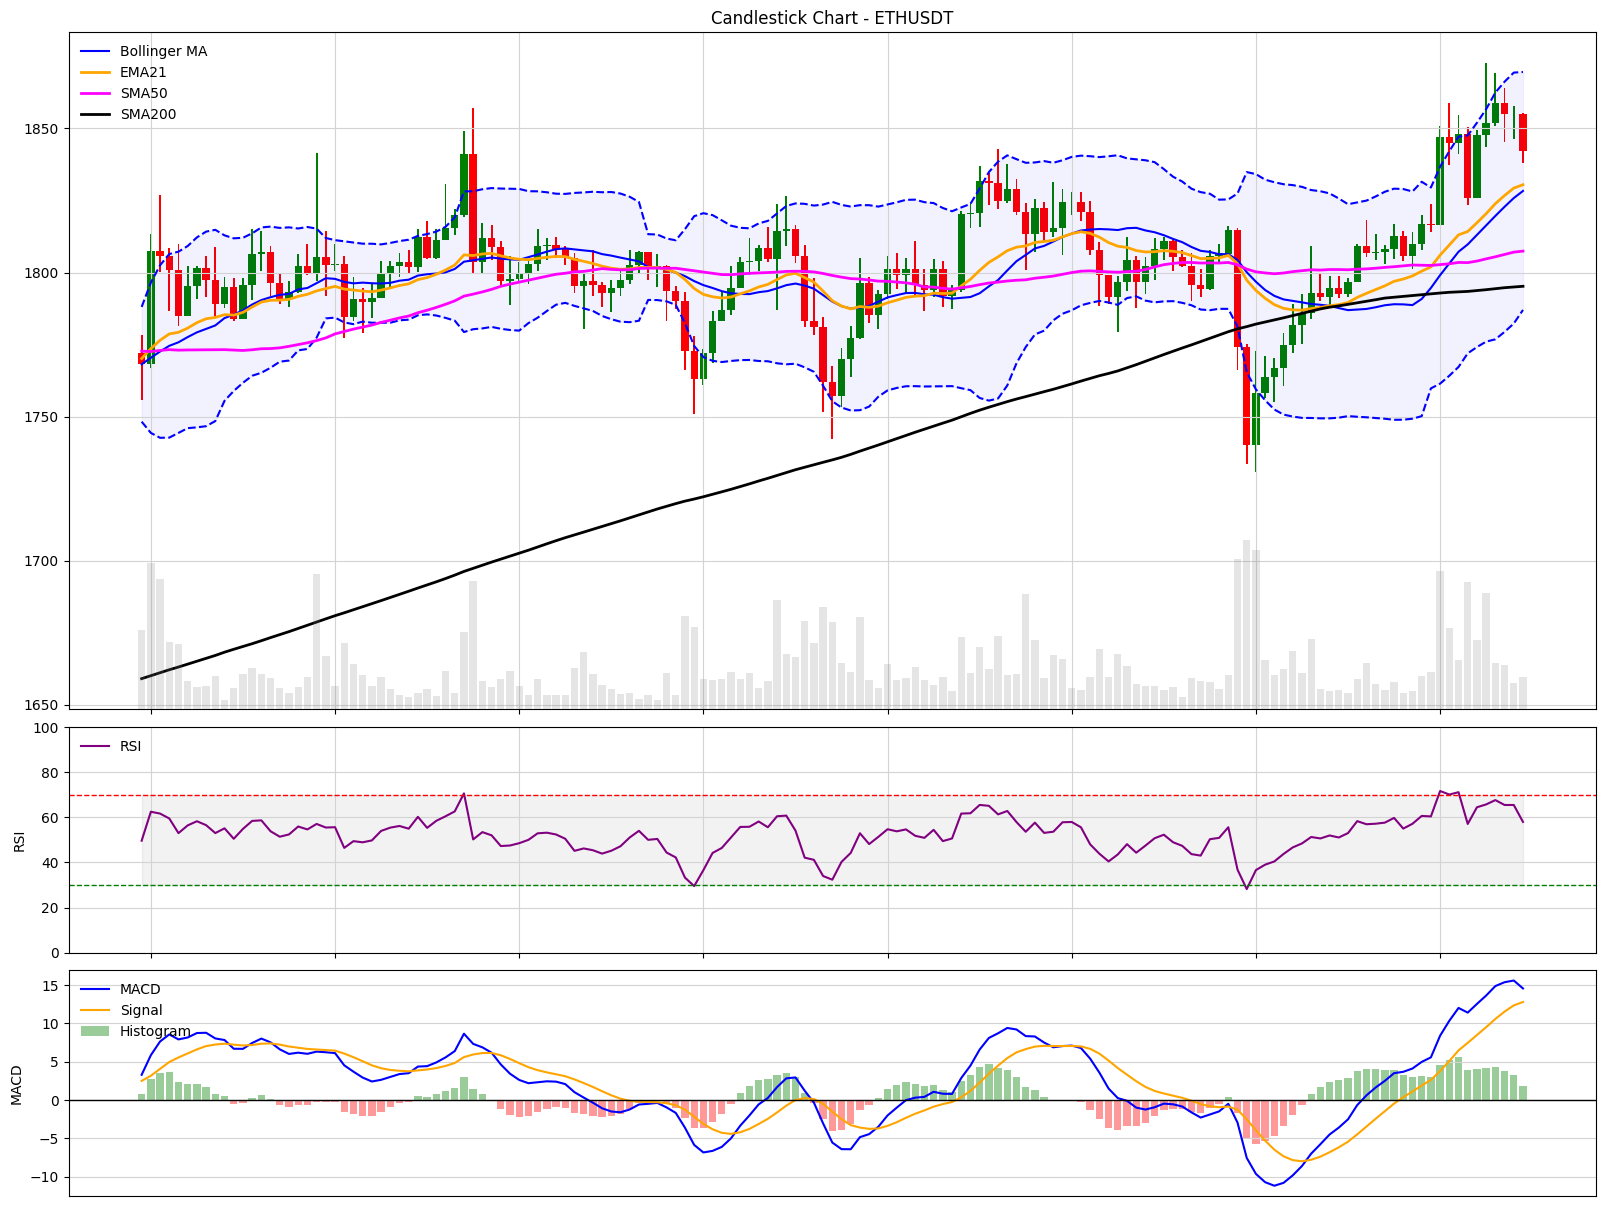 Candlestick Chart - ETHUSDT
Bollinger MA
EMA21
SMA50
SMA200
1850
1800
1750
1700
1650
100
80
60
40
20
0
RSI
RSI
15
10
5
0
−5
−10
MACD
MACD
Signal
Histogram